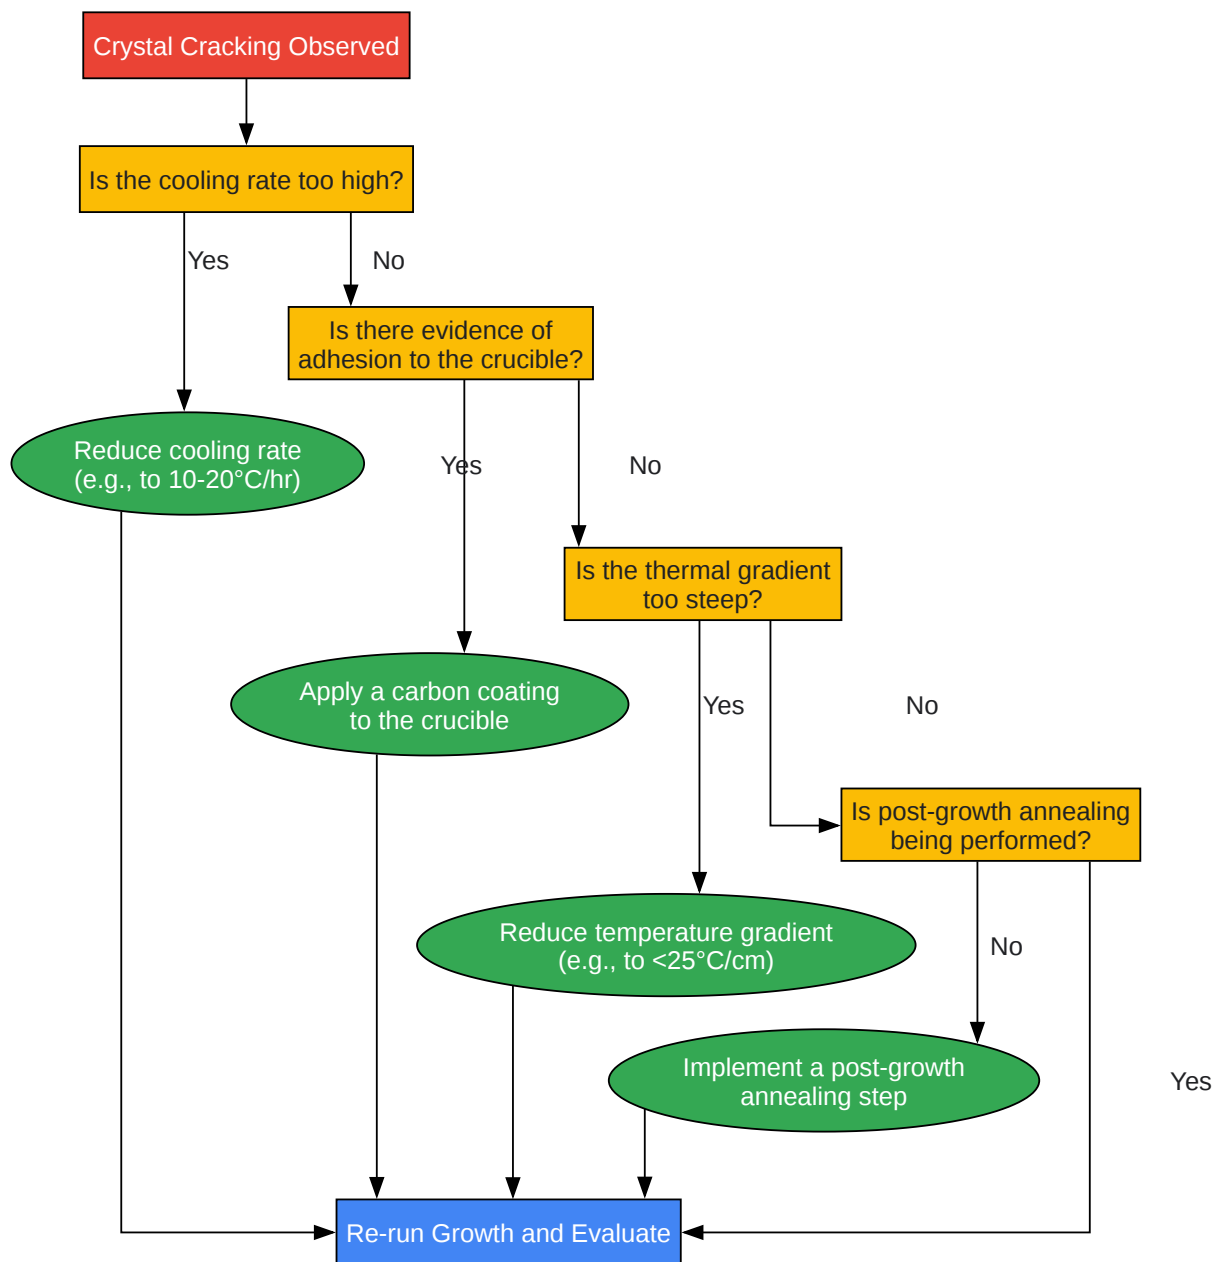 Crystal Cracking Observed
Is the cooling rate too high?
Yes
No
Is there evidence of
adhesion to the crucible?
Reduce cooling rate
(e.g., to 10-20°C/hr)
Yes
No
Is the thermal gradient
too steep?
Apply a carbon coating
to the crucible
Yes
No
Is post-growth annealing
being performed?
Reduce temperature gradient
(e.g., to <25°C/cm)
No
Implement a post-growth
annealing step
Yes
Re-run Growth and Evaluate